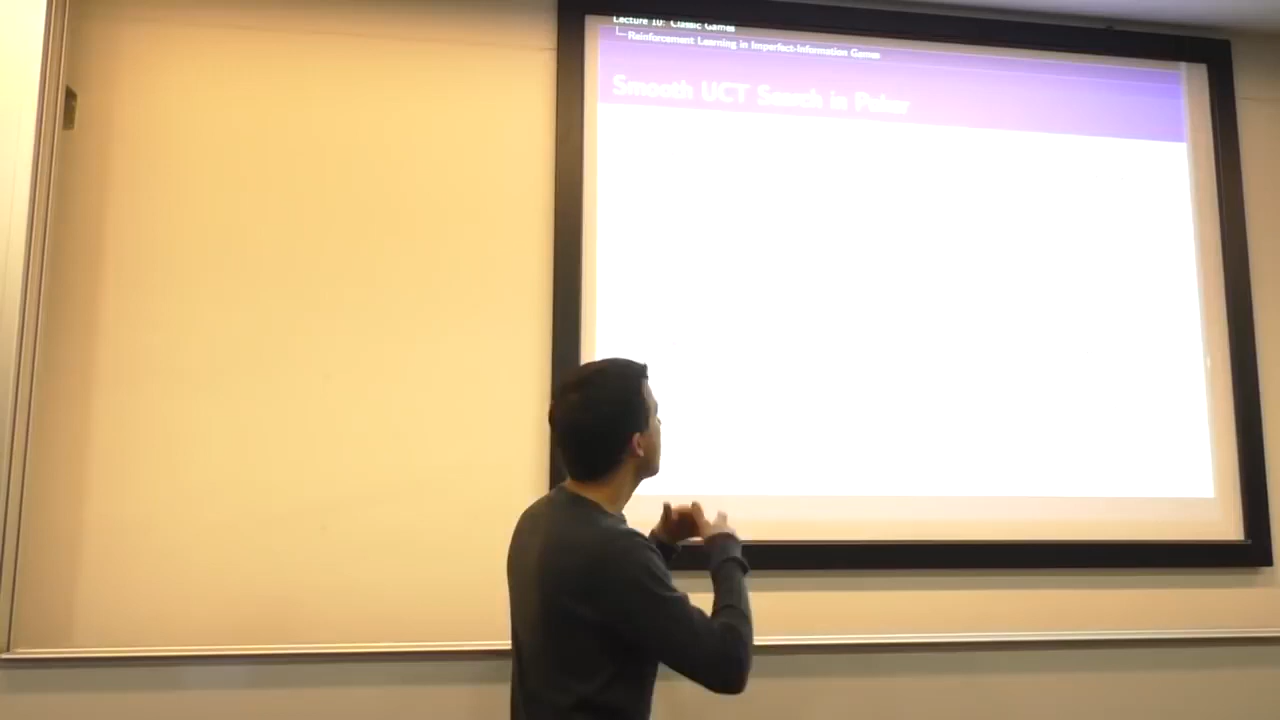 Lecture 10: Classic Games
Reinforcement Learning in Imperfect-Information Games
Smooth UCT Search in Poker